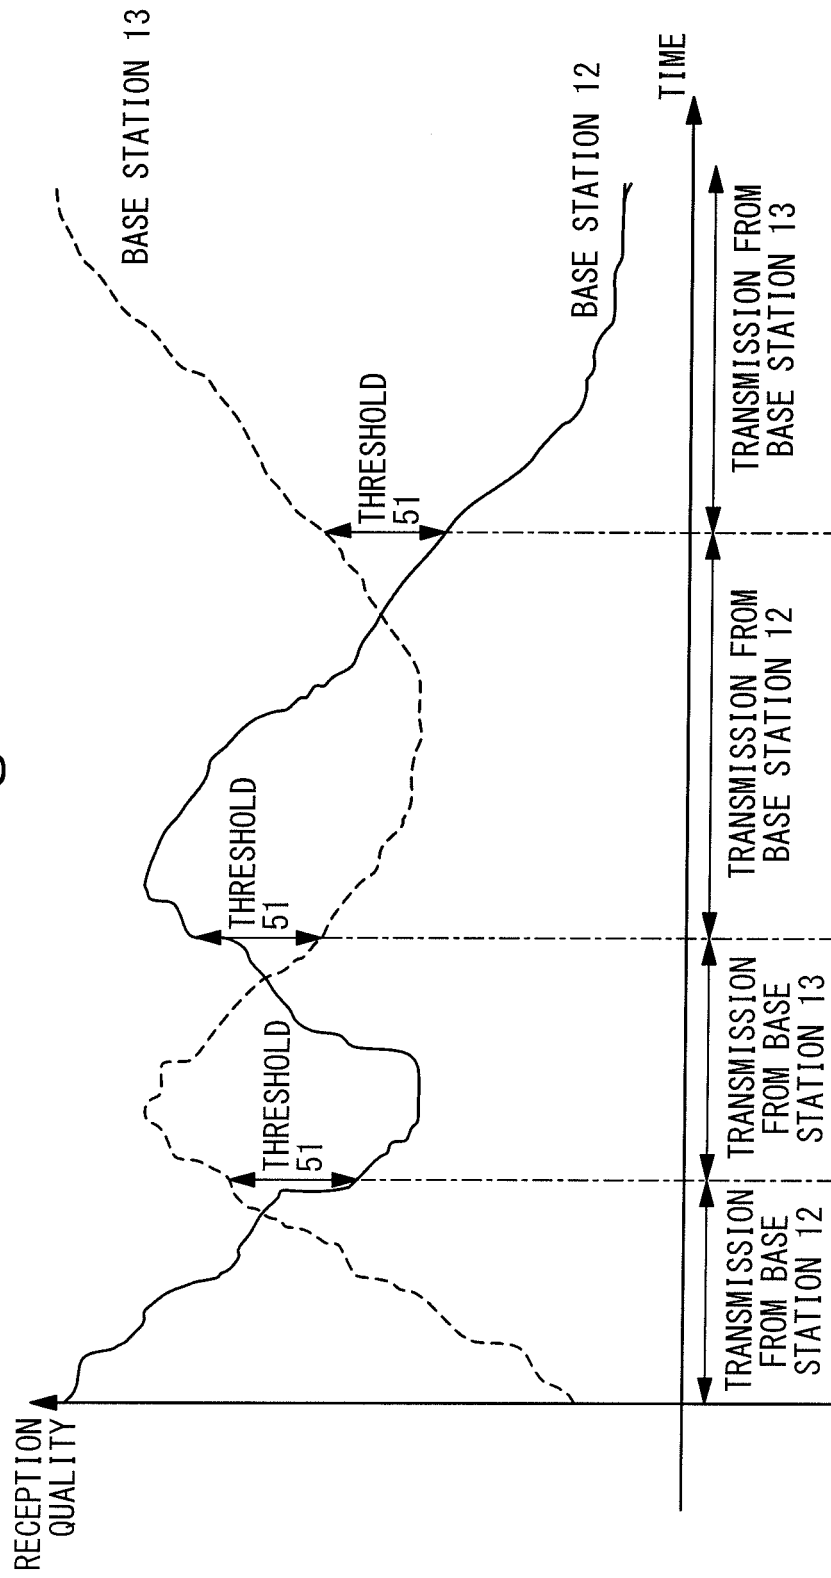 RECEPTION
QUALITY
BASE STATION 13
BASE STATION 12
THRESHOLD
51
THRESHOLD
51
THRESHOLD
51
TIME
TRANSMISSION
FROM BASE
STATION 12
TRANSMISSION
FROM BASE
STATION 13
TRANSMISSION FROM
BASE STATION 12
TRANSMISSION FROM
BASE STATION 13